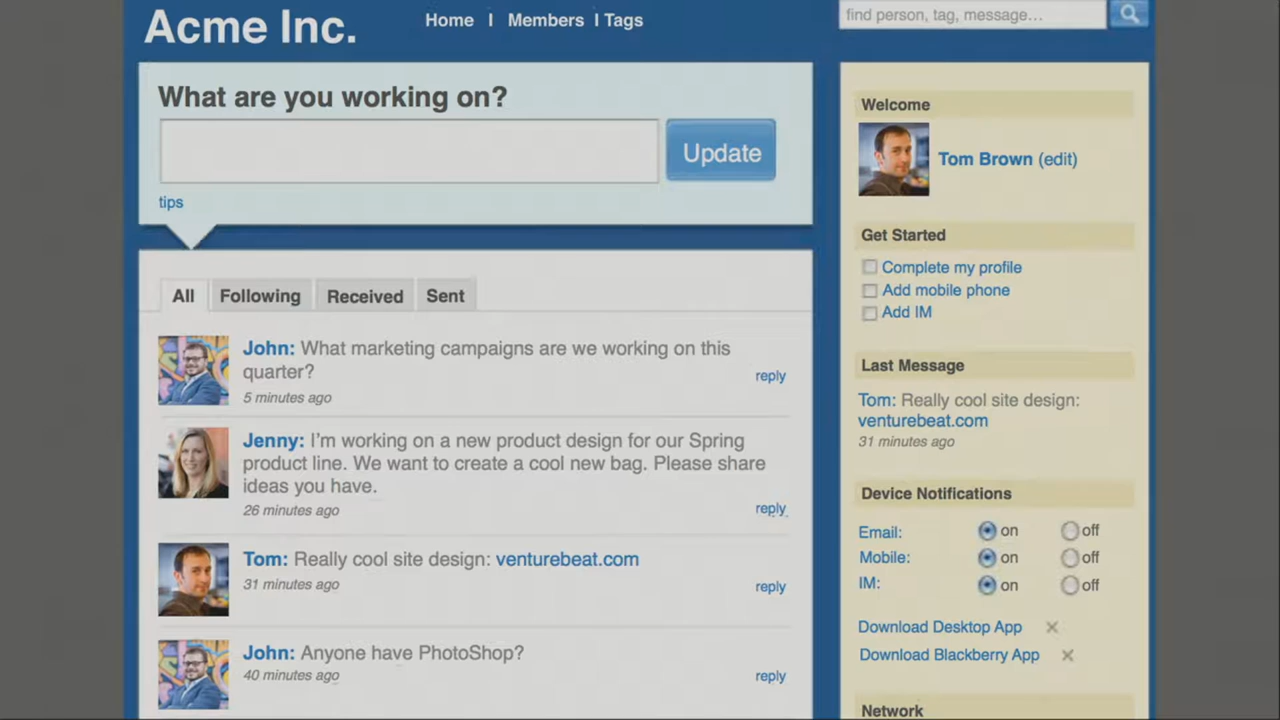 Acme Inc.
Home | Members | Tags
find person, tag, message...
What are you working on?
Update
tips
All Following Received Sent
John: What marketing campaigns are we working on this
quarter?
reply
5 minutes ago
Jenny: I'm working on a new product design for our Spring
product line. We want to create a cool new bag. Please share
ideas you have.
26 minutes ago
reply
Tom: Really cool site design: venturebeat.com
31 minutes ago
reply
John: Anyone have PhotoShop?
40 minutes ago
reply
Welcome
Tom Brown (edit)
Get Started
Complete my profile
Add mobile phone
Add IM
Last Message
Tom: Really cool site design:
venturebeat.com
31 minutes ago
Device Notifications
Email: on off
Mobile: on off
IM: on off
Download Desktop App
Download Blackberry App
Network